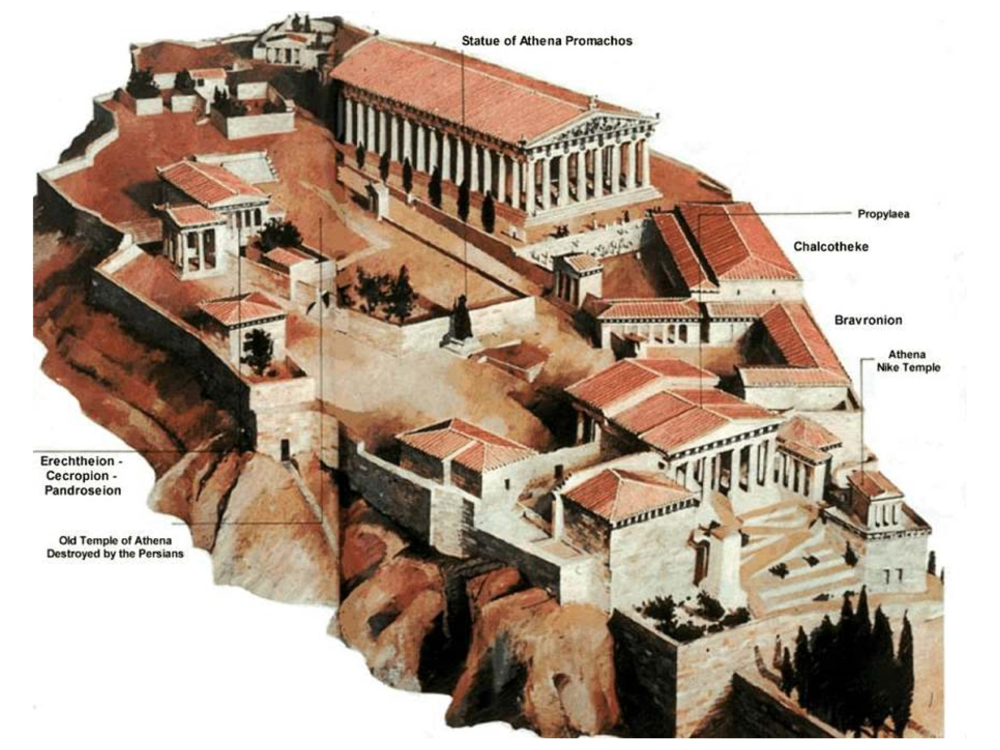 Statue of Athena Promachos
Propylaea
Chalcotheke
Bravronion
Athena
Nike Temple
Erechtheion -
Cecropion -
Pandroseion
Old Temple of Athena
Destroyed by the Persians